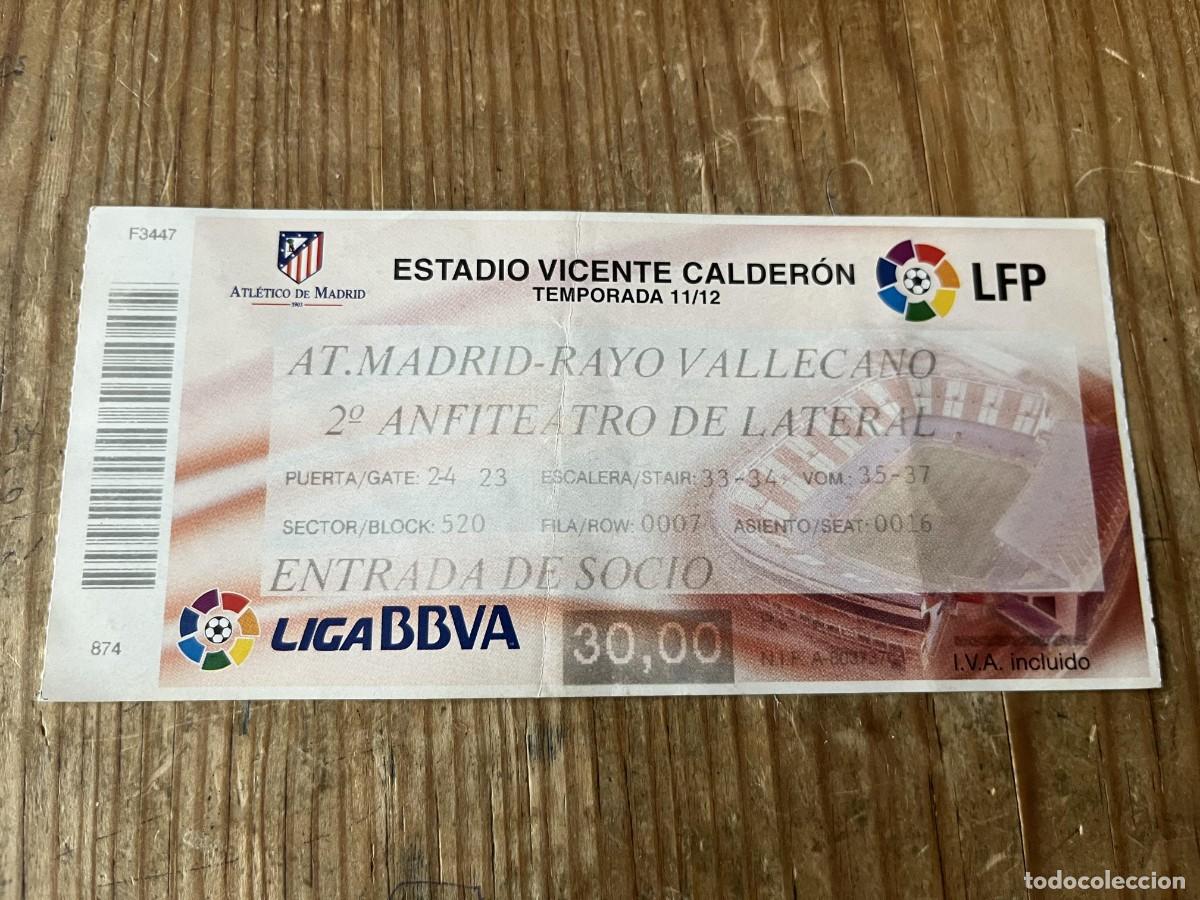 F3447
ATLÉTICO DE MADRID
1903
ESTADIO VICENTE CALDERÓN
TEMPORADA 11/12
LFP
AT.MADRID-RAYO VALLECANO
2º ANFITEATRO DE LATERAL
PUERTA/GATE: 24 23 ESCALERA/STAIR: 33-34 VOM: 35-37
SECTOR/BLOCK: 520 FILA/ROW: 0007 ASIENTO/SEAT: 0016
ENTRADA DE SOCIO
LIGA BBVA
30,00
N.I.F.
I.V.A. incluido
874
todocoleccion